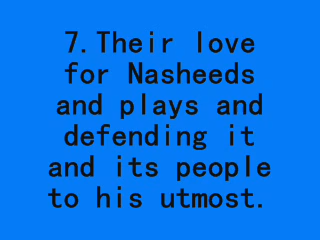 7.Their love
for Nasheeds
and plays and
defending it
and its people
to his utmost.